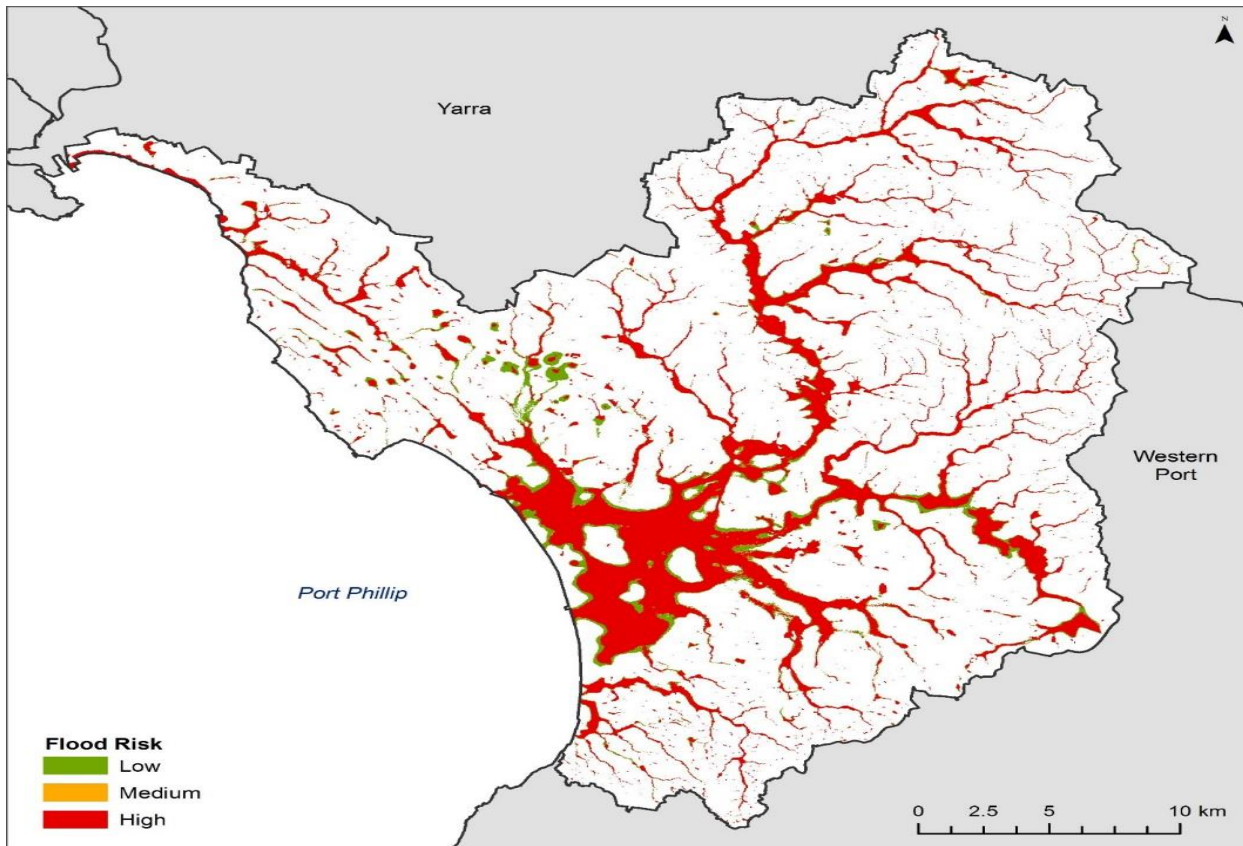 N
Yarra
Western
Port
Port Phillip
Flood Risk
Low
Medium
High
0 2.5 5 10 km